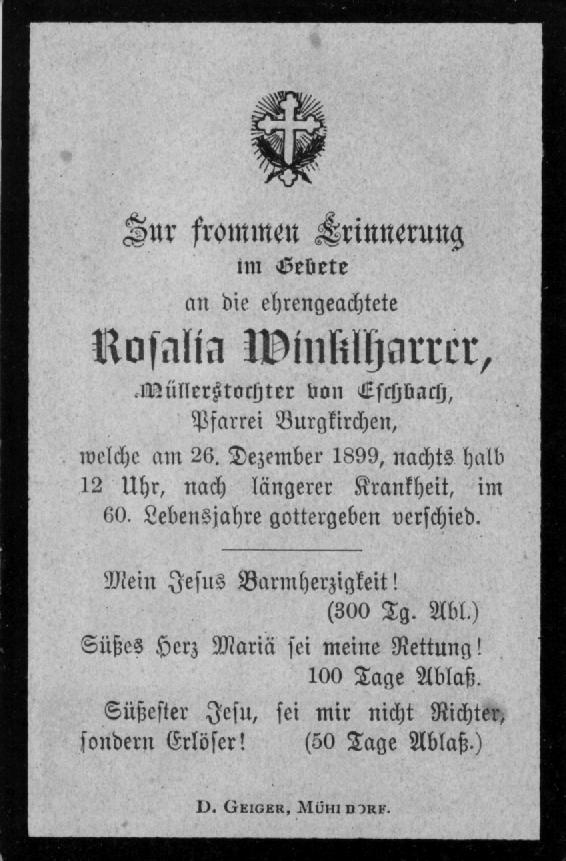 Zur frommen Erinnerung
im Gebete
an die ehrengeachtete
Rosalia Winklharrer,
Müllerstochter von Eschbach,
Pfarrei Burgkirchen,
welche am 26. Dezember 1899, nachts halb
12 Uhr, nach längerer Krankheit, im
60. Lebensjahre gottergeben verschied.
Mein Jesus Barmherzigkeit!
(300 Tg. Abl.)
Süßes Herz Mariä sei meine Rettung!
100 Tage Ablaß.
Süßester Jesu, sei mir nicht Richter,
sondern Erlöser! (50 Tage Ablaß.)
D. GEIGER, MÜHLDORF.